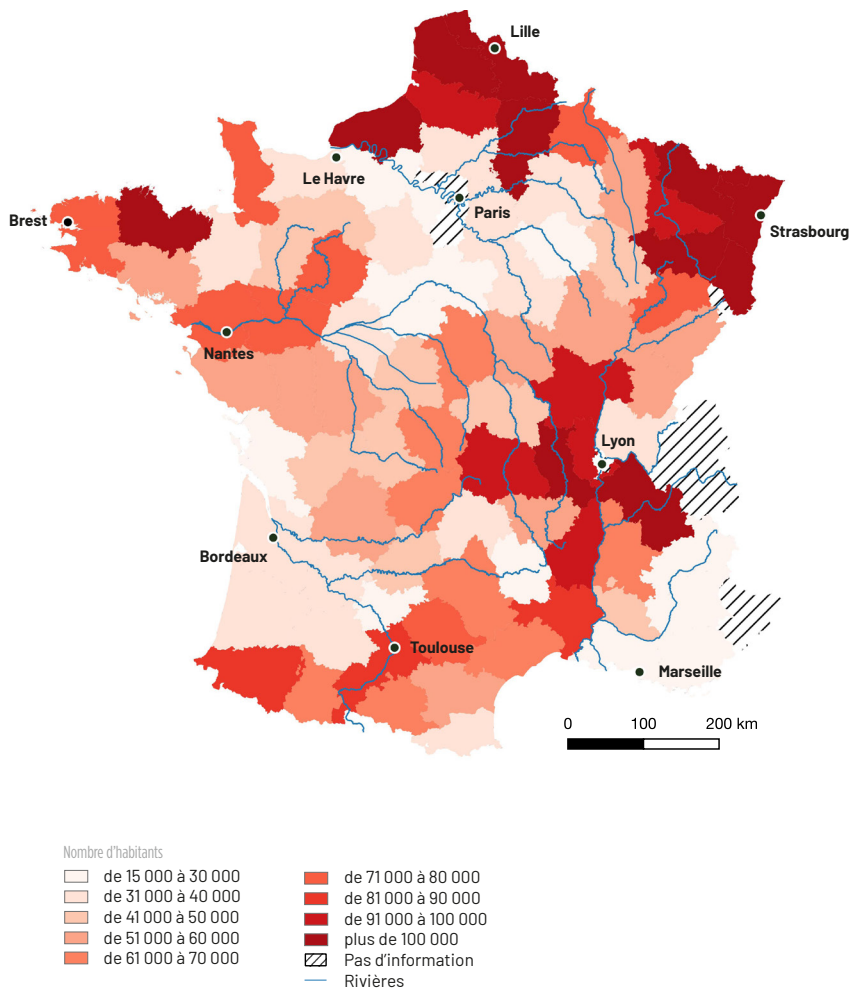 Lille
Le Havre
Paris
Brest
Strasbourg
Nantes
Lyon
Bordeaux
Toulouse
Marseille
0 100 200 km
Nombre d'habitants
de 15 000 à 30 000
de 31 000 à 40 000
de 41 000 à 50 000
de 51 000 à 60 000
de 61 000 à 70 000
de 71 000 à 80 000
de 81 000 à 90 000
de 91 000 à 100 000
plus de 100 000
Pas d'information
Rivières